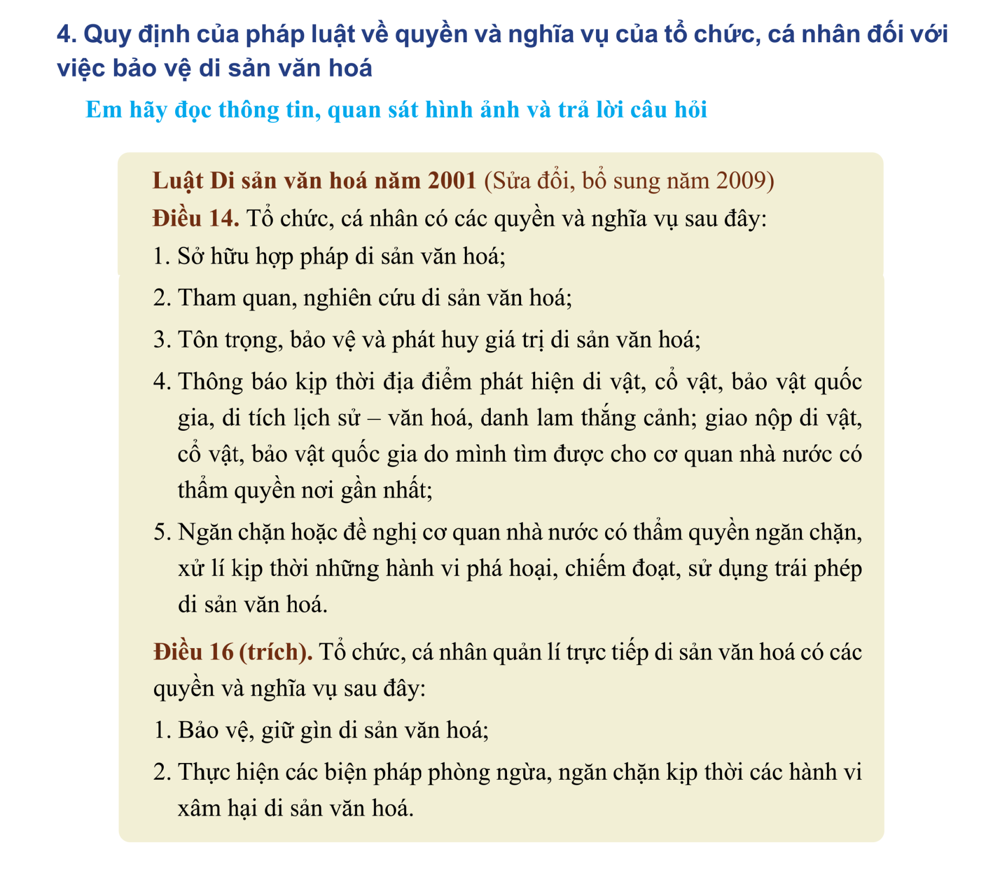 4. Quy định của pháp luật về quyền và nghĩa vụ của tổ chức, cá nhân đối với
việc bảo vệ di sản văn hoá
Em hãy đọc thông tin, quan sát hình ảnh và trả lời câu hỏi
Luật Di sản văn hoá năm 2001 (Sửa đổi, bổ sung năm 2009)
Điều 14. Tổ chức, cá nhân có các quyền và nghĩa vụ sau đây:
1. Sở hữu hợp pháp di sản văn hoá;
2. Tham quan, nghiên cứu di sản văn hoá;
3. Tôn trọng, bảo vệ và phát huy giá trị di sản văn hoá;
4. Thông báo kịp thời địa điểm phát hiện di vật, cổ vật, bảo vật quốc
gia, di tích lịch sử – văn hoá, danh lam thắng cảnh; giao nộp di vật,
cổ vật, bảo vật quốc gia do mình tìm được cho cơ quan nhà nước có
thẩm quyền nơi gần nhất;
5. Ngăn chặn hoặc đề nghị cơ quan nhà nước có thẩm quyền ngăn chặn,
xử lí kịp thời những hành vi phá hoại, chiếm đoạt, sử dụng trái phép
di sản văn hoá.
Điều 16 (trích). Tổ chức, cá nhân quản lí trực tiếp di sản văn hoá có các
quyền và nghĩa vụ sau đây:
1. Bảo vệ, giữ gìn di sản văn hoá;
2. Thực hiện các biện pháp phòng ngừa, ngăn chặn kịp thời các hành vi
xâm hại di sản văn hoá.